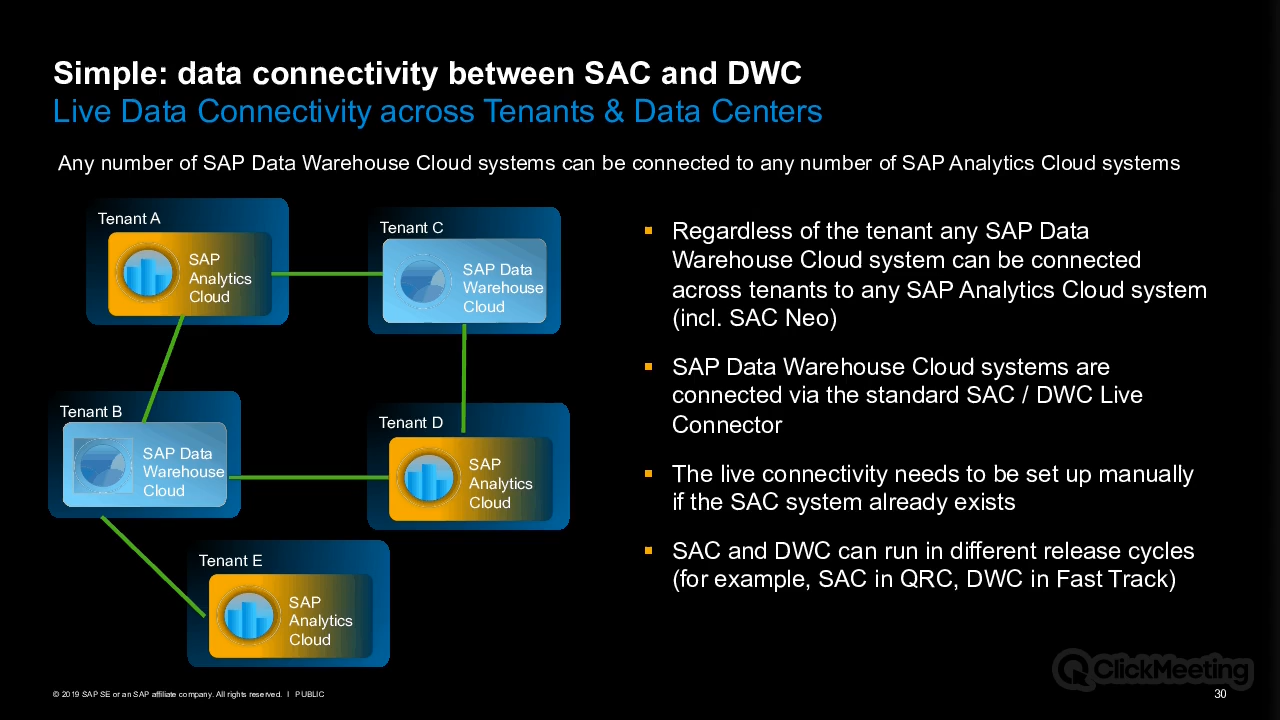 Simple: data connectivity between SAC and DWC
Live Data Connectivity across Tenants & Data Centers
Any number of SAP Data Warehouse Cloud systems can be connected to any number of SAP Analytics Cloud systems
Tenant A
SAP
Analytics
Cloud
Tenant C
SAP Data
Warehouse
Cloud
Tenant B
SAP Data
Warehouse
Cloud
Tenant D
SAP
Analytics
Cloud
Tenant E
SAP
Analytics
Cloud
▪ Regardless of the tenant any SAP Data
Warehouse Cloud system can be connected
across tenants to any SAP Analytics Cloud system
(incl. SAC Neo)
▪ SAP Data Warehouse Cloud systems are
connected via the standard SAC / DWC Live
Connector
▪ The live connectivity needs to be set up manually
if the SAC system already exists
▪ SAC and DWC can run in different release cycles
(for example, SAC in QRC, DWC in Fast Track)
ClickMeeting
© 2019 SAP SE or an SAP affiliate company. All rights reserved. I PUBLIC
30